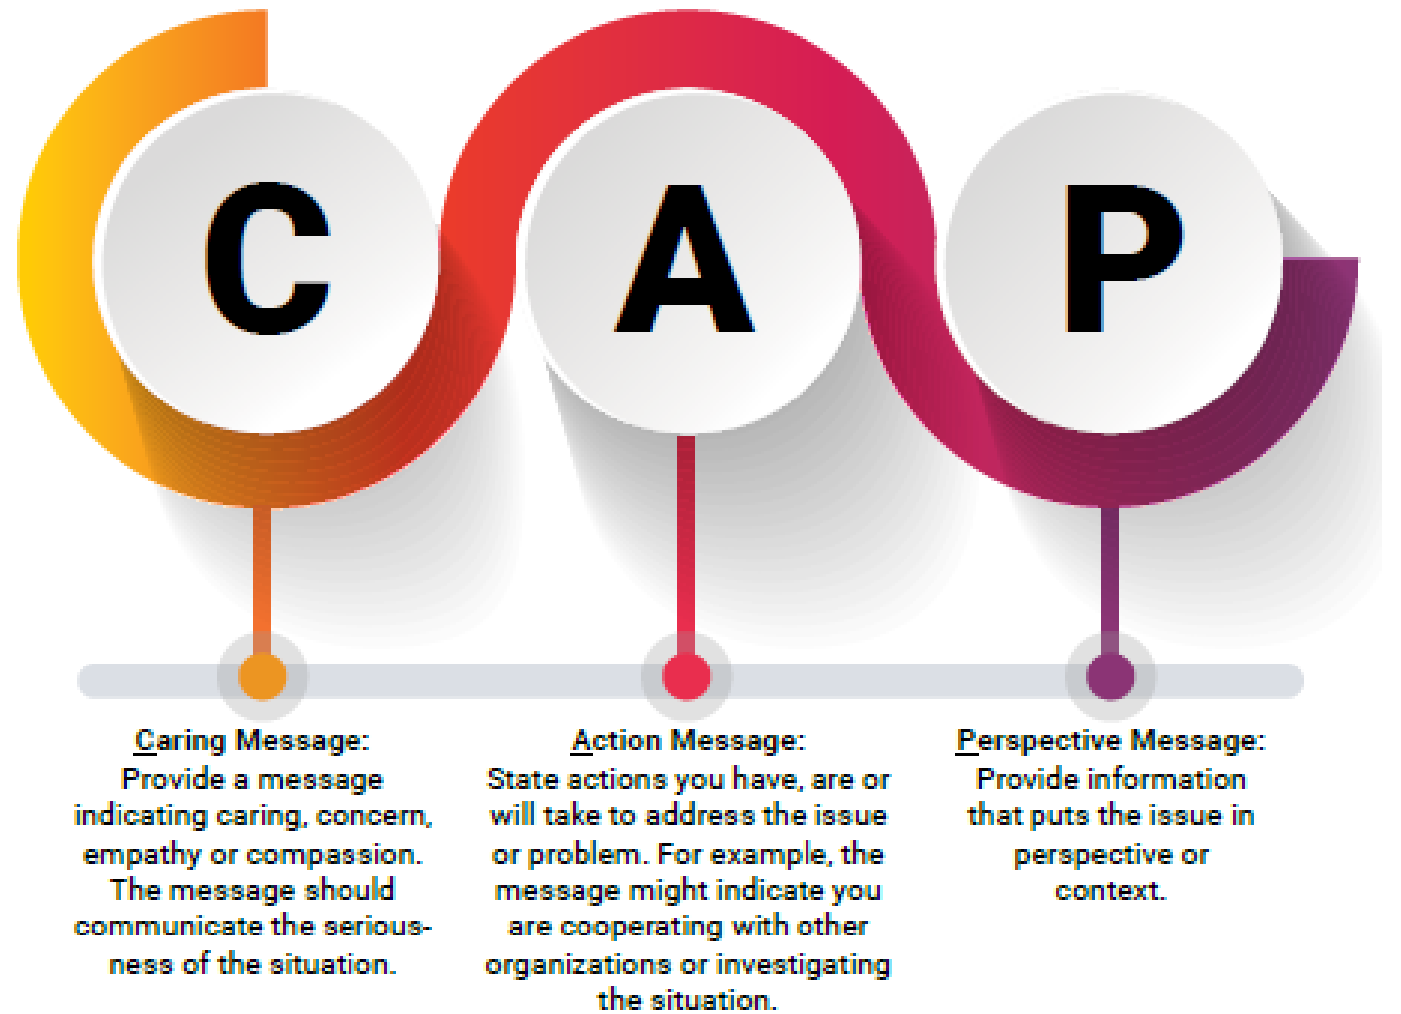 C
A
P
Caring Message:
Provide a message
indicating caring, concern,
empathy or compassion.
The message should
communicate the serious-
ness of the situation.
Action Message:
State actions you have, are or
will take to address the issue
or problem. For example, the
message might indicate you
are cooperating with other
organizations or investigating
the situation.
Perspective Message:
Provide information
that puts the issue in
perspective or
context.